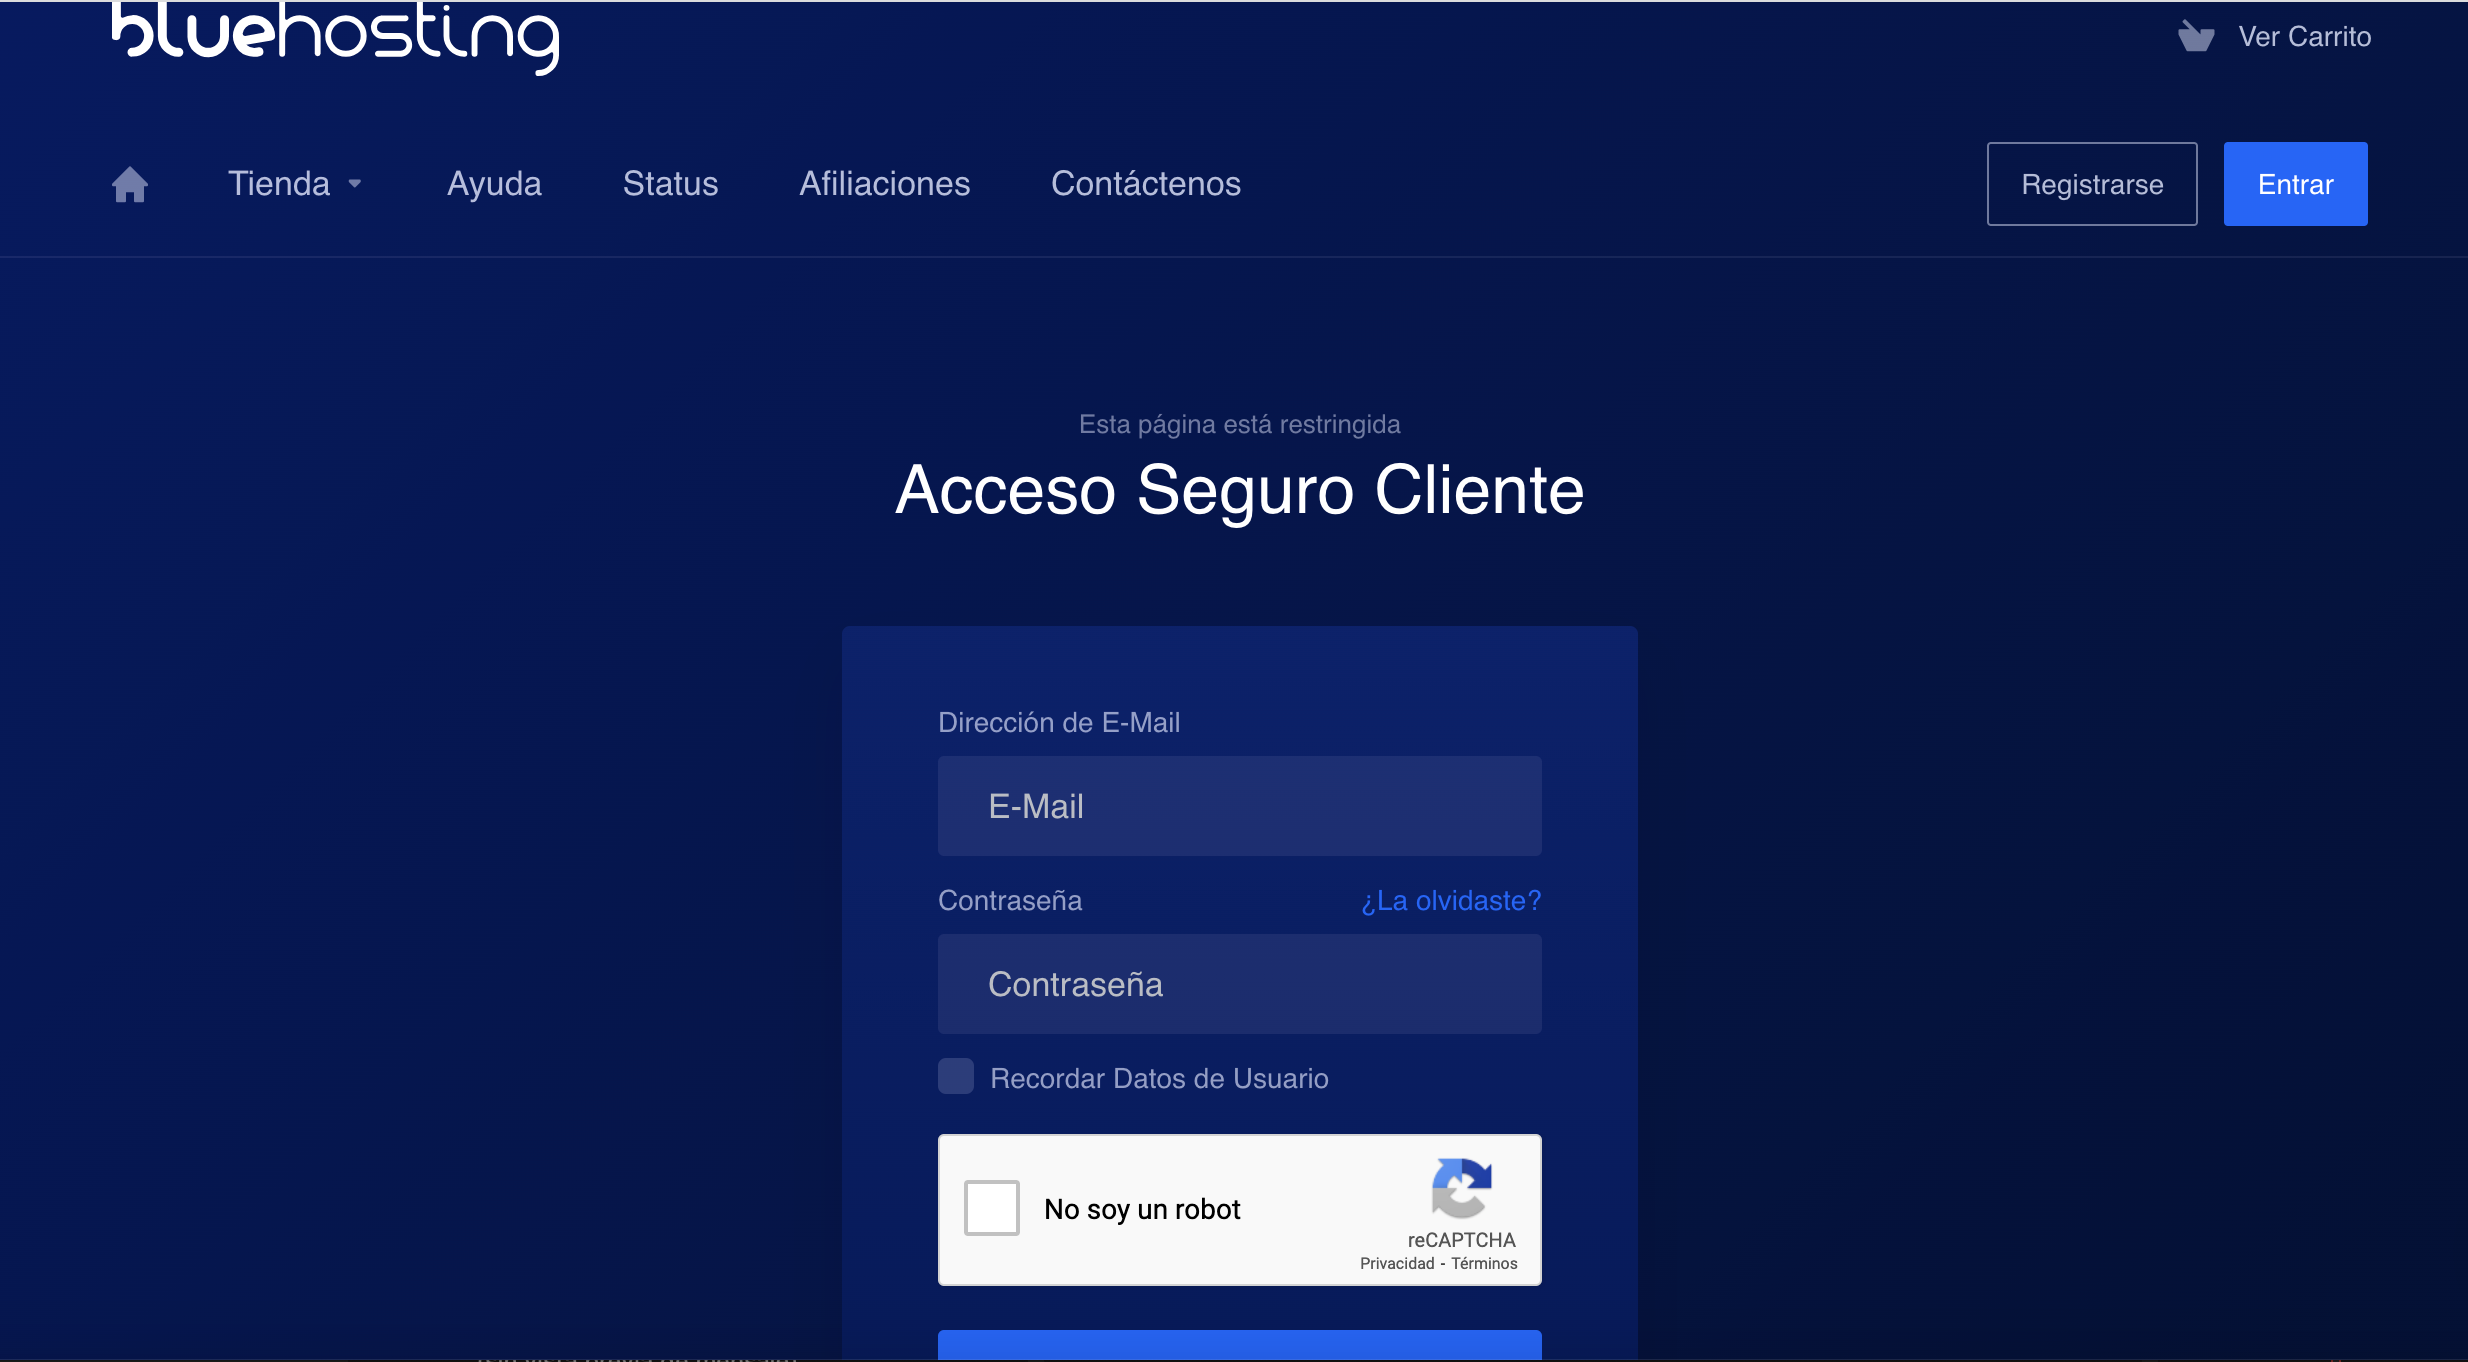 bluehosting
Ver Carrito
Tienda Ayuda Status Afiliaciones Contáctenos Registrarse Entrar
Esta página está restringida
Acceso Seguro Cliente
Dirección de E-Mail
E-Mail
Contraseña ¿La olvidaste?
Contraseña
Recordar Datos de Usuario
No soy un robot
reCAPTCHA
Privacidad - Términos